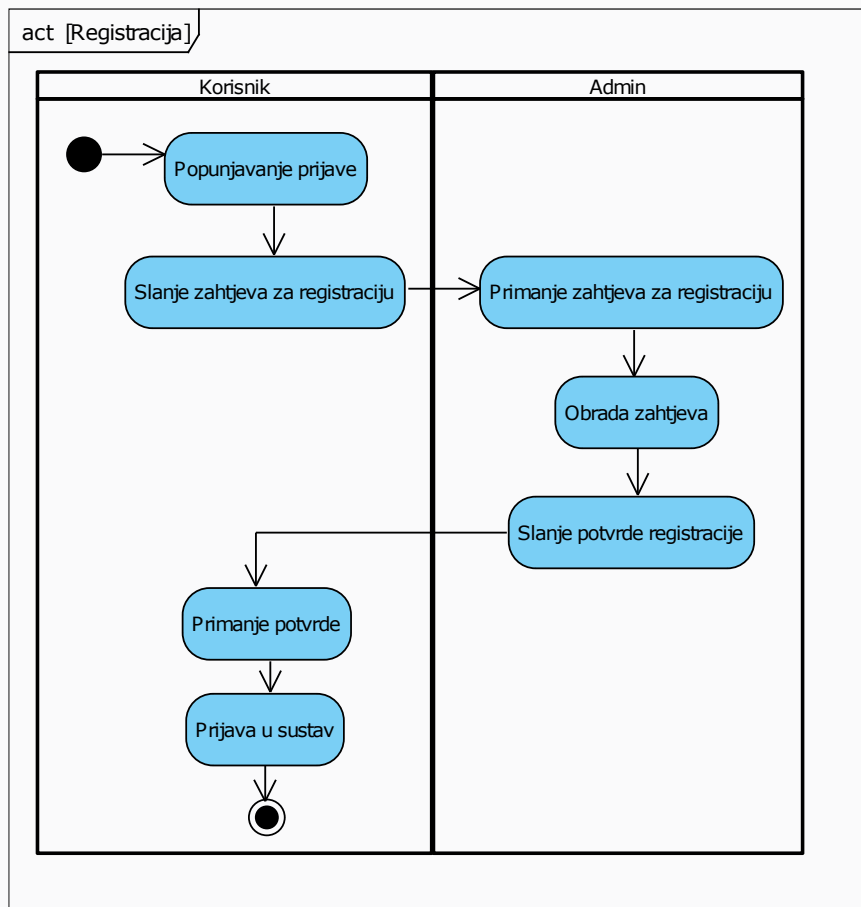 act [Registracija]
Korisnik
Admin
Popunjavanje prijave
Slanje zahtjeva za registraciju
Primanje zahtjeva za registraciju
Obrada zahtjeva
Slanje potvrde registracije
Primanje potvrde
Prijava u sustav